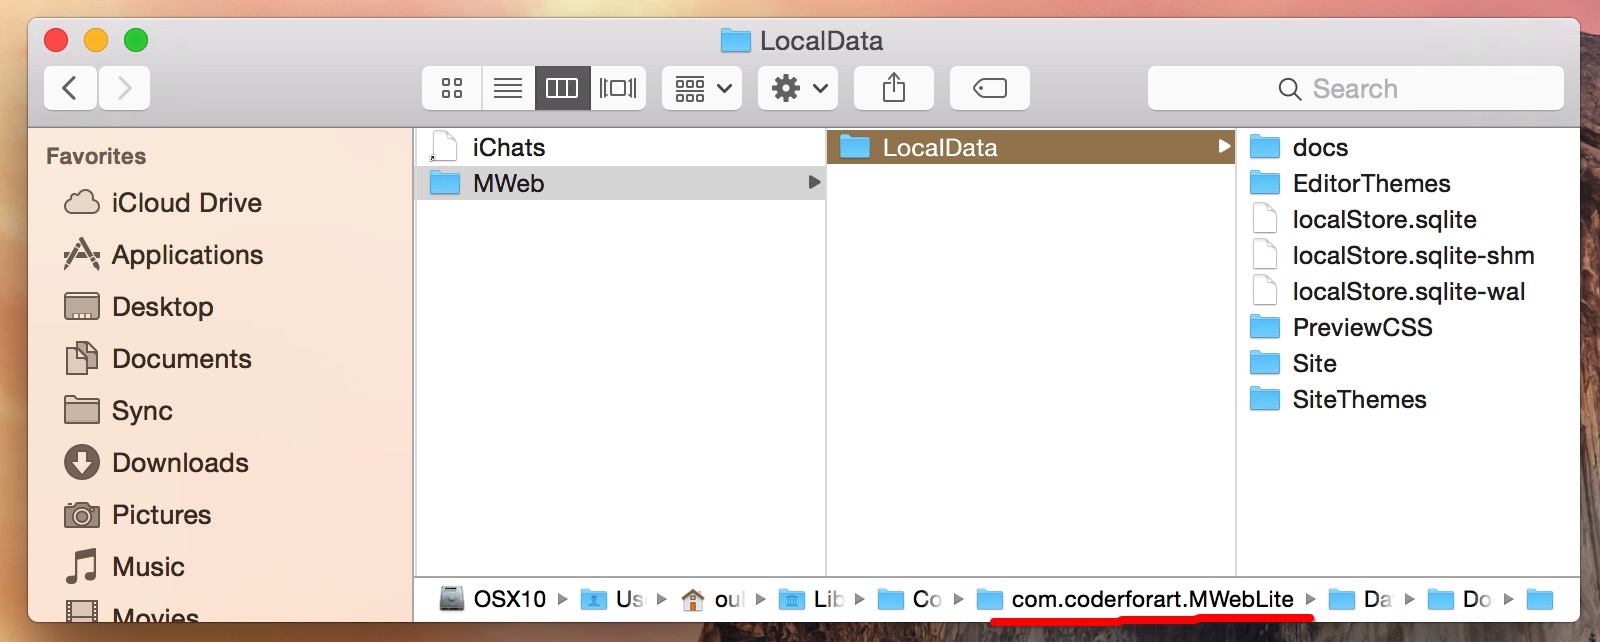 LocalData
Search
Favorites
iCloud Drive
Applications
Desktop
Documents
Sync
Downloads
Pictures
Music
Movies
iChats
MWeb
LocalData
docs
EditorThemes
localStore.sqlite
localStore.sqlite-shm
localStore.sqlite-wal
PreviewCSS
Site
SiteThemes
OSX10 Us oul Lib Co com.coderforart.MWebLite Da Do